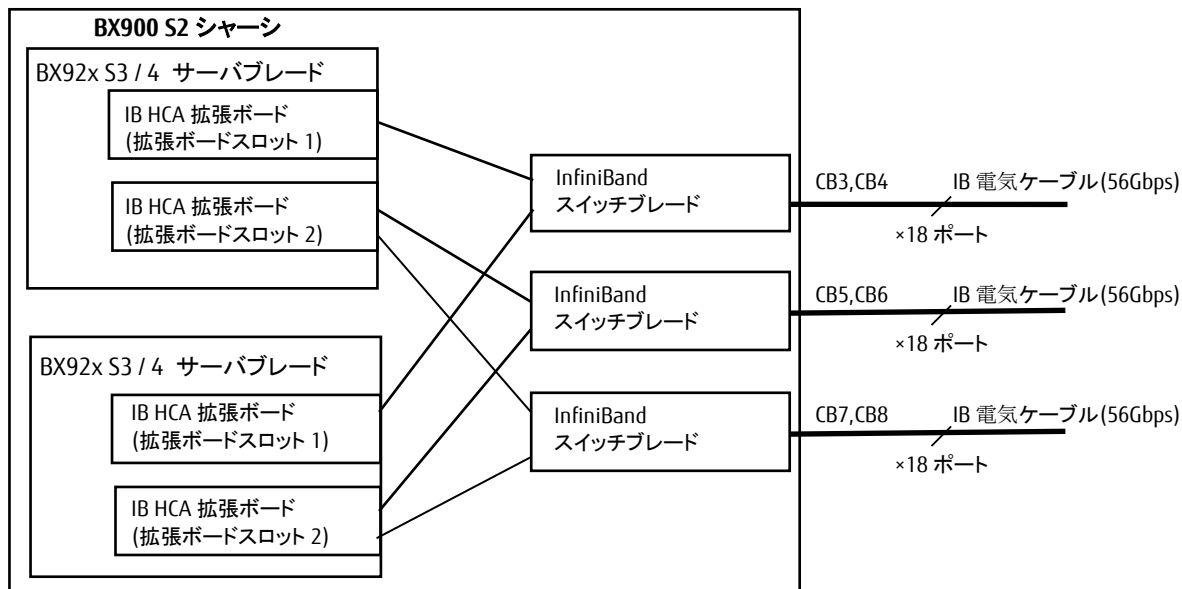 BX900 S2 シャーシ
BX92x S3 / 4 サーバブレード
IB HCA 拡張ボード
(拡張ボードスロット 1)
IB HCA 拡張ボード
(拡張ボードスロット 2)
BX92x S3 / 4 サーバブレード
IB HCA 拡張ボード
(拡張ボードスロット 1)
IB HCA 拡張ボード
(拡張ボードスロット 2)
InfiniBand
スイッチブレード
CB3,CB4 IB 電気ケーブル(56Gbps)
×18 ポート
InfiniBand
スイッチブレード
CB5,CB6 IB 電気ケーブル(56Gbps)
×18 ポート
InfiniBand
スイッチブレード
CB7,CB8 IB 電気ケーブル(56Gbps)
×18 ポート